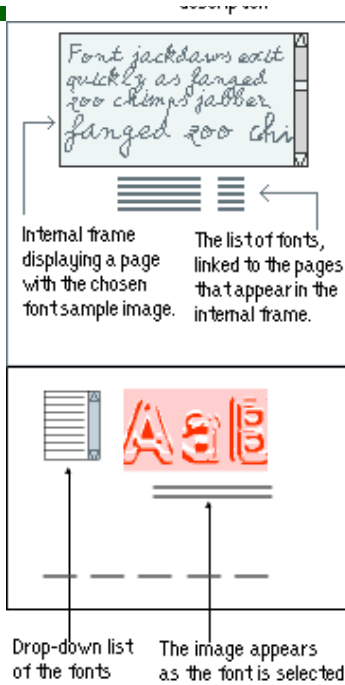 description
Font jackdaws exit
quickly as fanged
zoo chimps jabber
fanged zoo chi
Internal frame
displaying a page
with the chosen
font sample image.
The list of fonts,
linked to the pages
that appear in the
internal frame.
AaB
Drop-down list
of the fonts
The image appears
as the font is selected